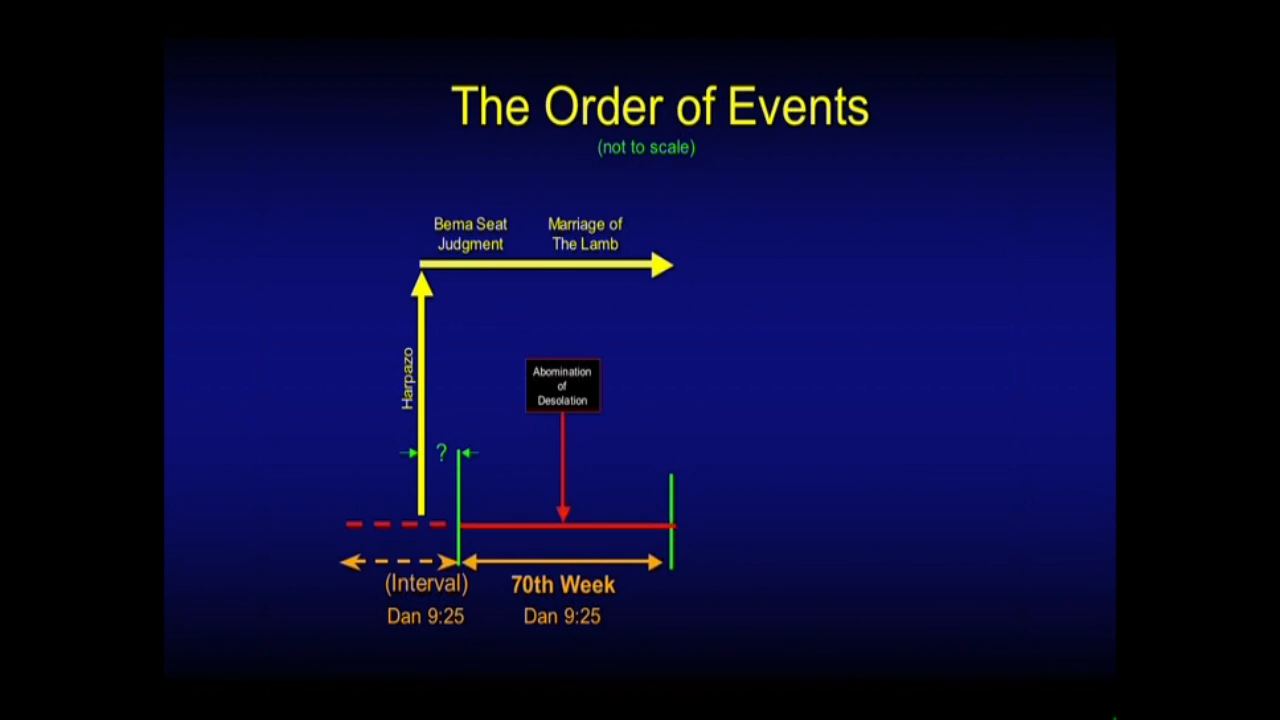 The Order of Events
(not to scale)
Bema Seat
Judgment
Marriage of
The Lamb
Harpazo
Abomination
of
Desolation
?
(Interval)
Dan 9:25
70th Week
Dan 9:25